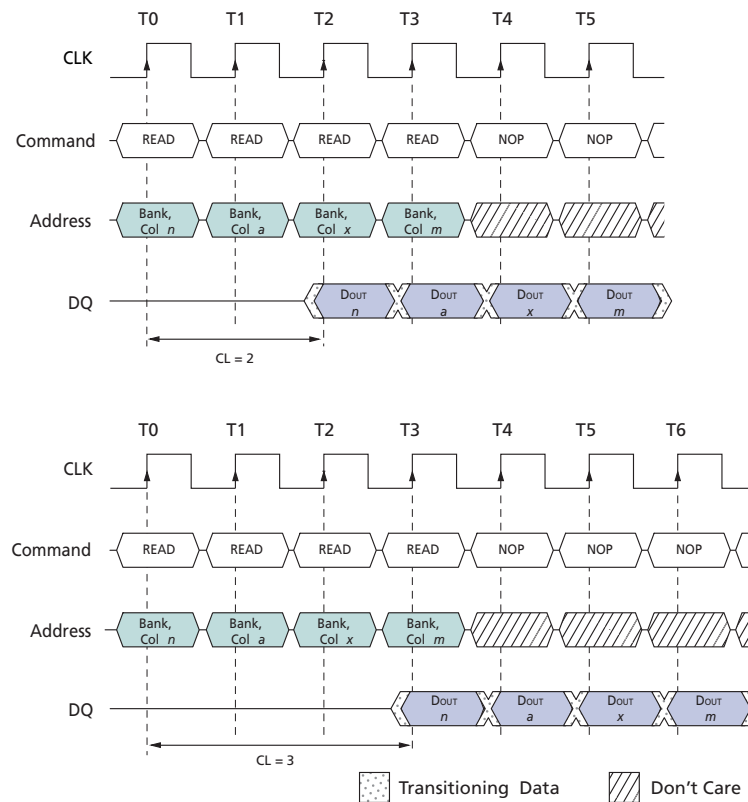 T0 T1 T2 T3 T4 T5
CLK
Command READ READ READ READ NOP NOP
Address Bank, Col n Bank, Col a Bank, Col x Bank, Col m
DQ DOUT n DOUT a DOUT x DOUT m
CL = 2
T0 T1 T2 T3 T4 T5 T6
CLK
Command READ READ READ READ NOP NOP NOP
Address Bank, Col n Bank, Col a Bank, Col x Bank, Col m
DQ DOUT n DOUT a DOUT x DOUT m
CL = 3
Transitioning Data Don't Care